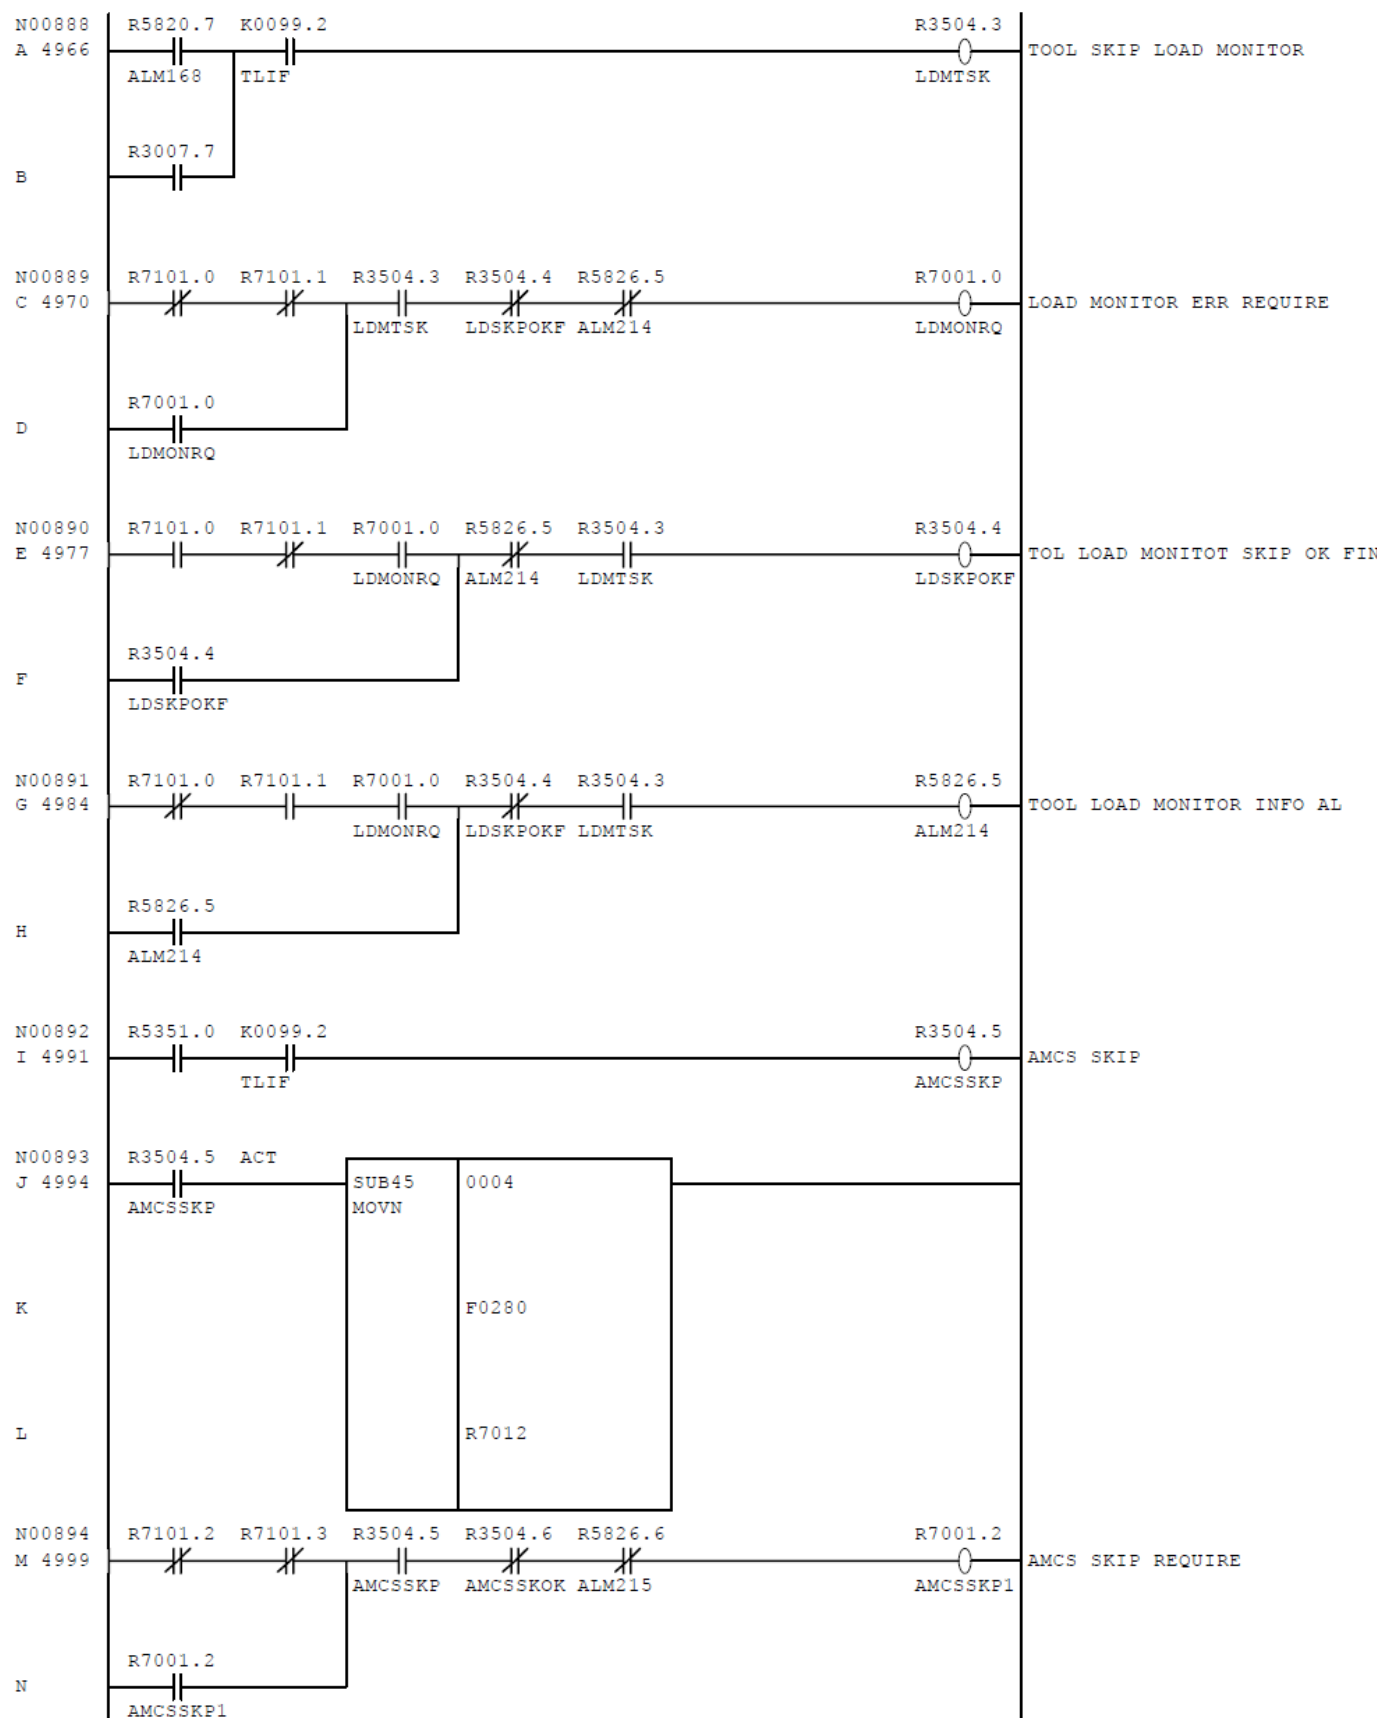 N00888 R5820.7 K0099.2 R3504.3
A 4966 TOOL SKIP LOAD MONITOR
ALM168 TLIF LDMTSK
R3007.7
B
N00889 R7101.0 R7101.1 R3504.3 R3504.4 R5826.5 R7001.0
C 4970 LOAD MONITOR ERR REQUIRE
LDMTSK LDSKPOKF ALM214 LDMONRQ
R7001.0
D
LDMONRQ
N00890 R7101.0 R7101.1 R7001.0 R5826.5 R3504.3 R3504.4
E 4977 TOL LOAD MONITOT SKIP OK FIN
LDMONRQ ALM214 LDMTSK LDSKPOKF
R3504.4
F
LDSKPOKF
N00891 R7101.0 R7101.1 R7001.0 R3504.4 R3504.3 R5826.5
G 4984 TOOL LOAD MONITOR INFO AL
LDMONRQ LDSKPOKF LDMTSK ALM214
R5826.5
H
ALM214
N00892 R5351.0 K0099.2 R3504.5
I 4991 AMCS SKIP
TLIF AMCSSKP
N00893 R3504.5 ACT
J 4994 SUB45 0004
AMCSSKP MOVN
K F0280
L R7012
N00894 R7101.2 R7101.3 R3504.5 R3504.6 R5826.6 R7001.2
M 4999 AMCS SKIP REQUIRE
AMCSSKP AMCSSKOK ALM215 AMCSSKP1
R7001.2
N
AMCSSKP1